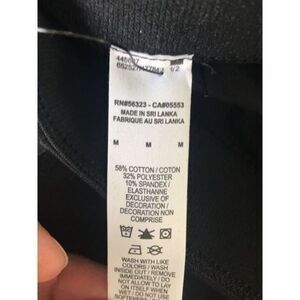 1/2
RN#56323 - CA#05553
MADE IN SRI LANKA
FABRIQUE AU SRI LANKA
M M M
58% COTTON / COTON
32% POLYESTER
10% SPANDEX /
ELASTHANNE
EXCLUSIVE OF
DECORATION /
DECORATION NON
COMPRISE
WASH WITH LIKE
COLORS / WASH
INSIDE OUT / REMOVE
IMMEDIATELY / DO
NOT ALLOW TO LAY
ON ITSELF WHEN
WET / DO NOT USE